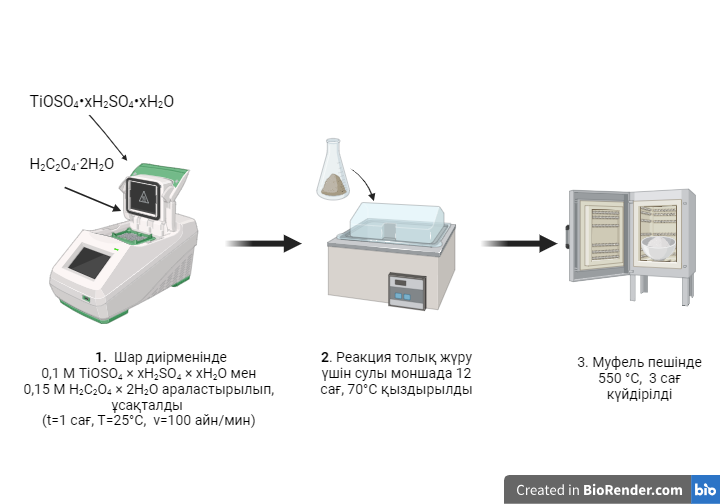 TiOSO₄•xH₂SO₄•xH₂O
H₂C₂O₄·2H₂O
1. Шар диірменінде
0,1 М TiOSO₄ × xH₂SO₄ × xH₂O мен
0,15 М H₂C₂O₄ × 2H₂O араластырылып,
ұсақталды
(t=1 сағ, T=25°C, v=100 айн/мин)
2. Реакция толық жүру
үшін сулы моншада 12
сағ, 70°C қыздырылды
3. Муфель пешінде
550 °C, 3 сағ
күйдірілді
Created in BioRender.com bio